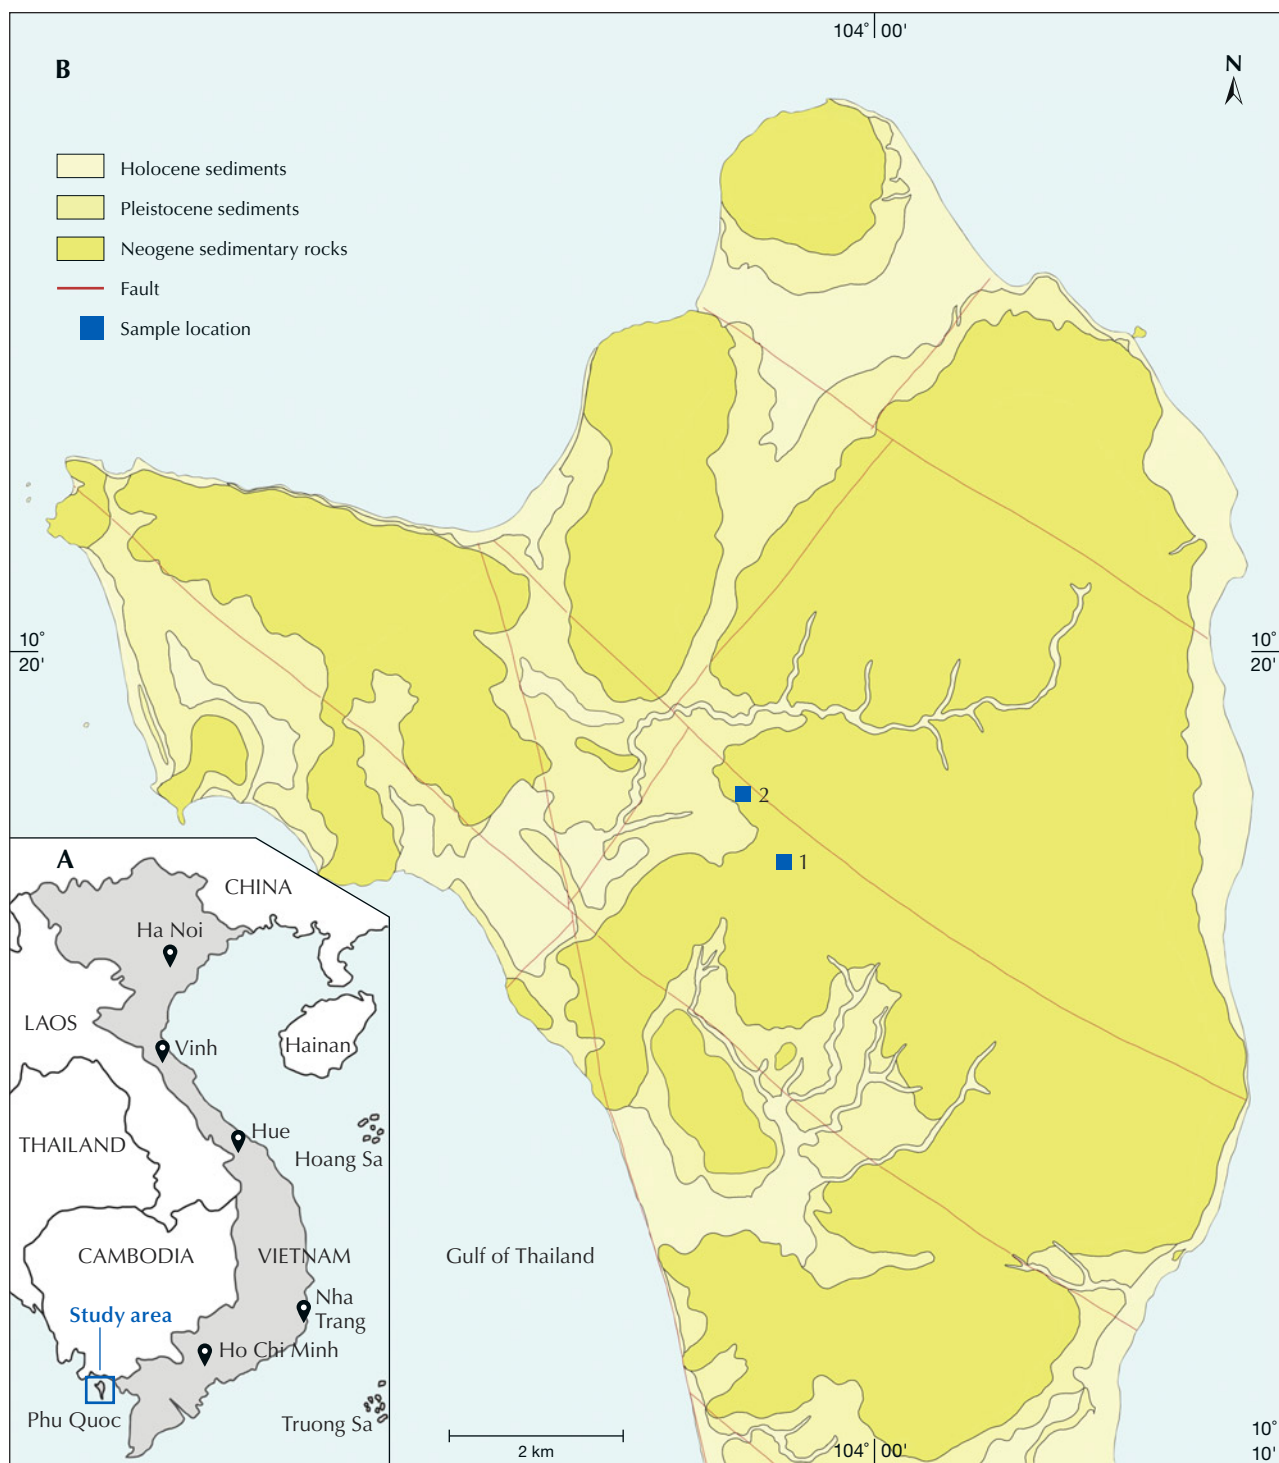 104° 00'
B
N
Holocene sediments
Pleistocene sediments
Neogene sedimentary rocks
Fault
Sample location
10°
20'
10°
20'
2
1
A
CHINA
Ha Noi
LAOS
Hainan
Vinh
Hue
THAILAND
Hoang Sa
CAMBODIA
VIETNAM
Gulf of Thailand
Nha
Trang
Study area
Ho Chi Minh
Phu Quoc
Truong Sa
2 km
104° 00'
10°
10'